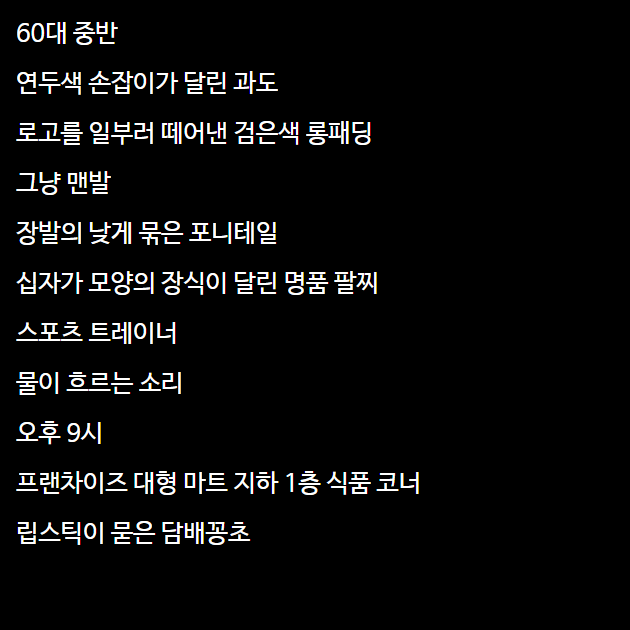 60대 중반
연두색 손잡이가 달린 과도
로고를 일부러 떼어낸 검은색 롱패딩
그냥 맨발
장발의 낮게 묶은 포니테일
십자가 모양의 장식이 달린 명품 팔찌
스포츠 트레이너
물이 흐르는 소리
오후 9시
프랜차이즈 대형 마트 지하 1층 식품 코너
립스틱이 묻은 담배꽁초